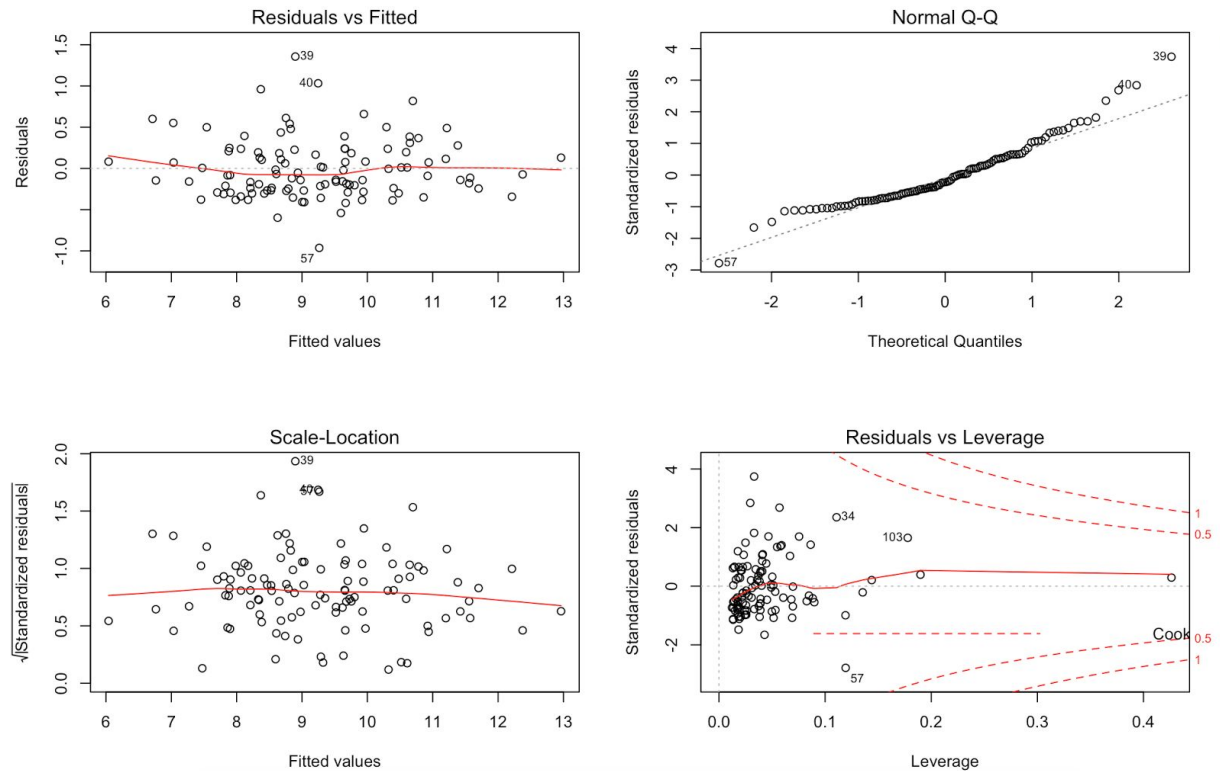 Residuals vs Fitted
Residuals
1.5
1.0
0.5
0.0
-1.0
39
40
57
6 7 8 9 10 11 12 13
Fitted values
Normal Q-Q
Standardized residuals
4
3
2
1
0
-1
-2
-3
39
40
57
-2 -1 0 1 2
Theoretical Quantiles
Scale-Location
√|Standardized residuals|
2.0
1.5
1.0
0.5
0.0
39
40
57
6 7 8 9 10 11 12 13
Fitted values
Residuals vs Leverage
Standardized residuals
4
2
0
-2
34
103
57
1
0.5
Cook
0.5
1
0.0 0.1 0.2 0.3 0.4
Leverage